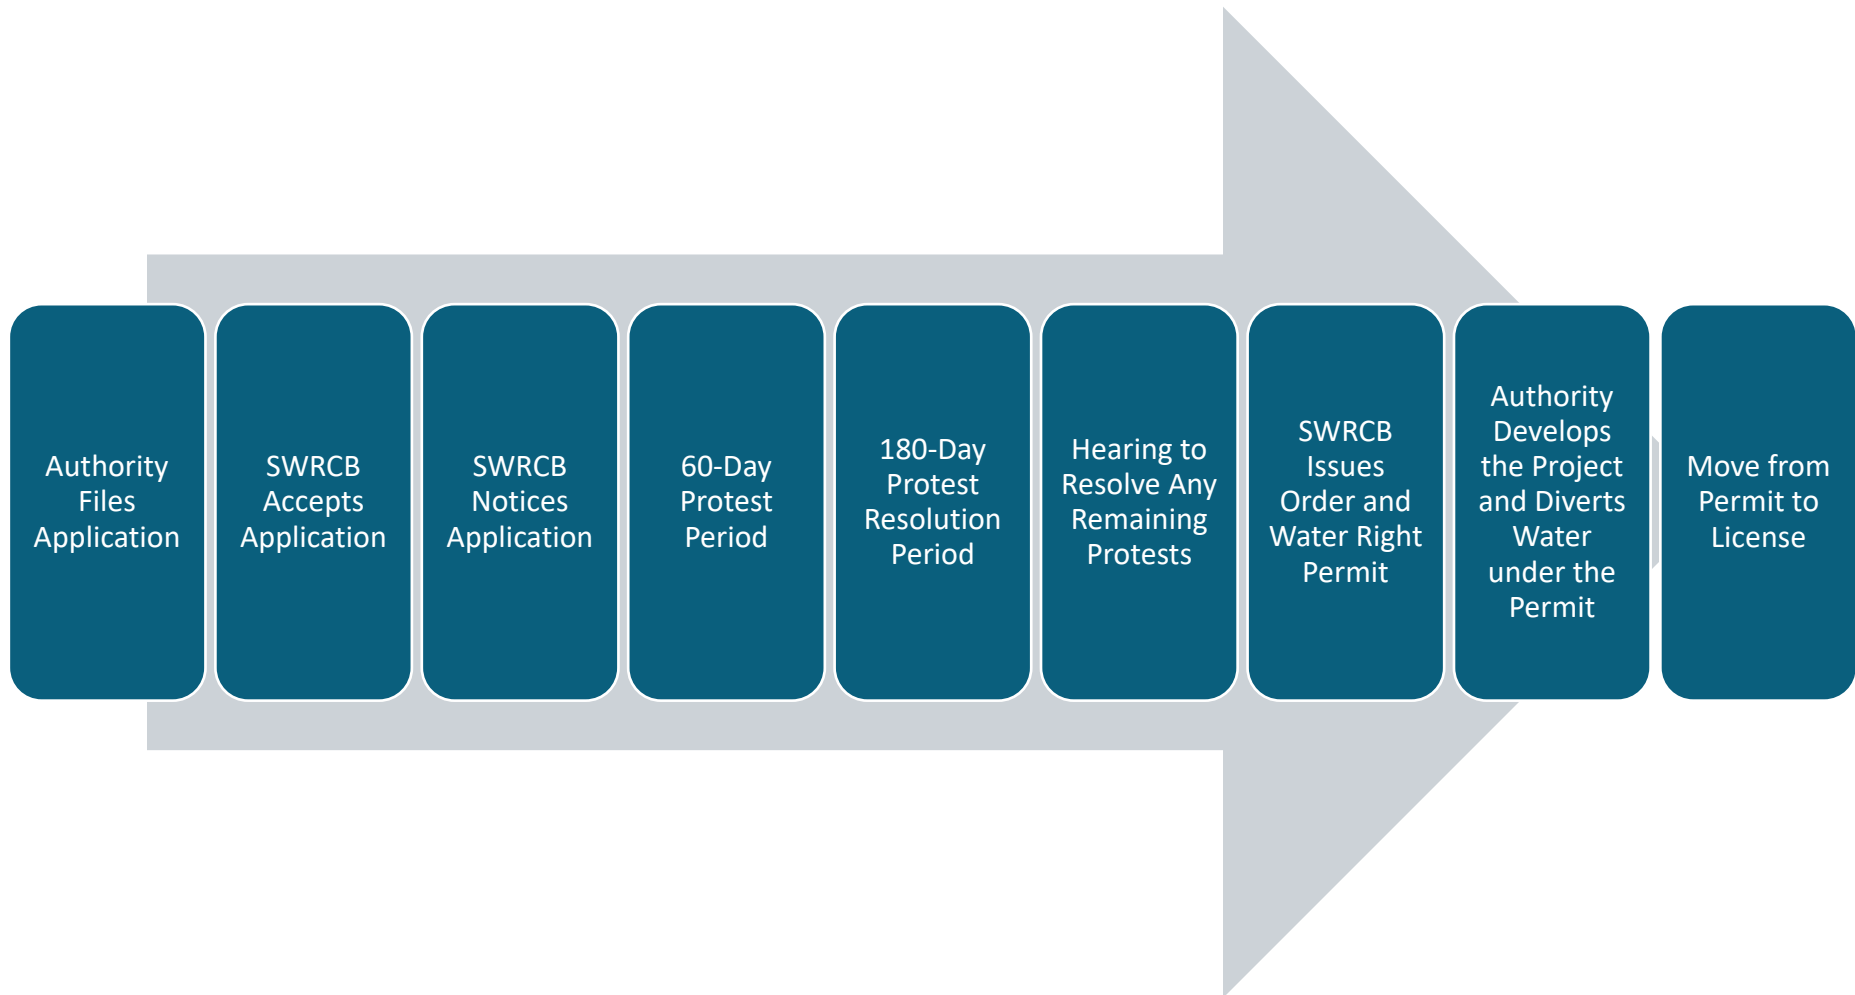 Authority
Files
Application
SWRCB
Accepts
Application
SWRCB
Notices
Application
60-Day
Protest
Period
180-Day
Protest
Resolution
Period
Hearing to
Resolve Any
Remaining
Protests
SWRCB
Issues
Order and
Water Right
Permit
Authority
Develops
the Project
and Diverts
Water
under the
Permit
Move from
Permit to
License